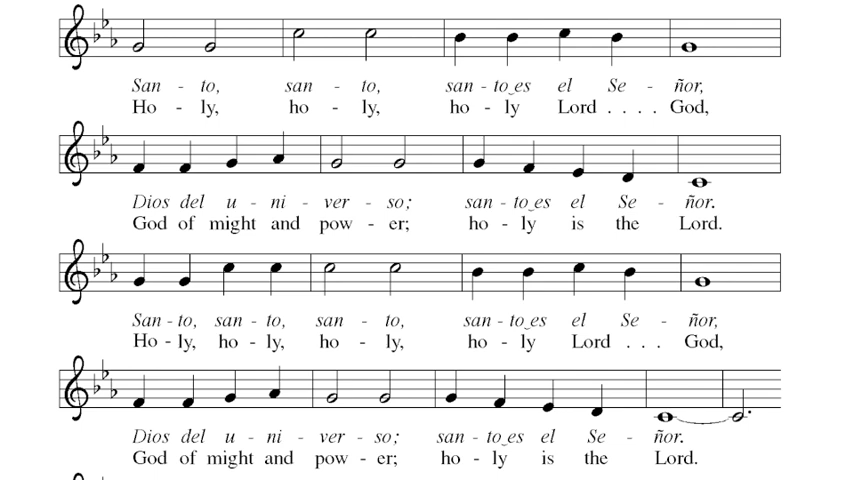 San - to, san - to, san - to es el Se - ñor,
Ho - ly, ho - ly, ho - ly Lord . . . . God,
Dios del u - ni - ver - so; san - to es el Se - ñor.
God of might and pow - er; ho - ly is the Lord.
San - to, san - to, san - to, san - to es el Se - ñor,
Ho - ly, ho - ly, ho - ly, ho - ly Lord . . . God,
Dios del u - ni - ver - so; san - to es el Se - ñor.
God of might and pow - er; ho - ly is the Lord.